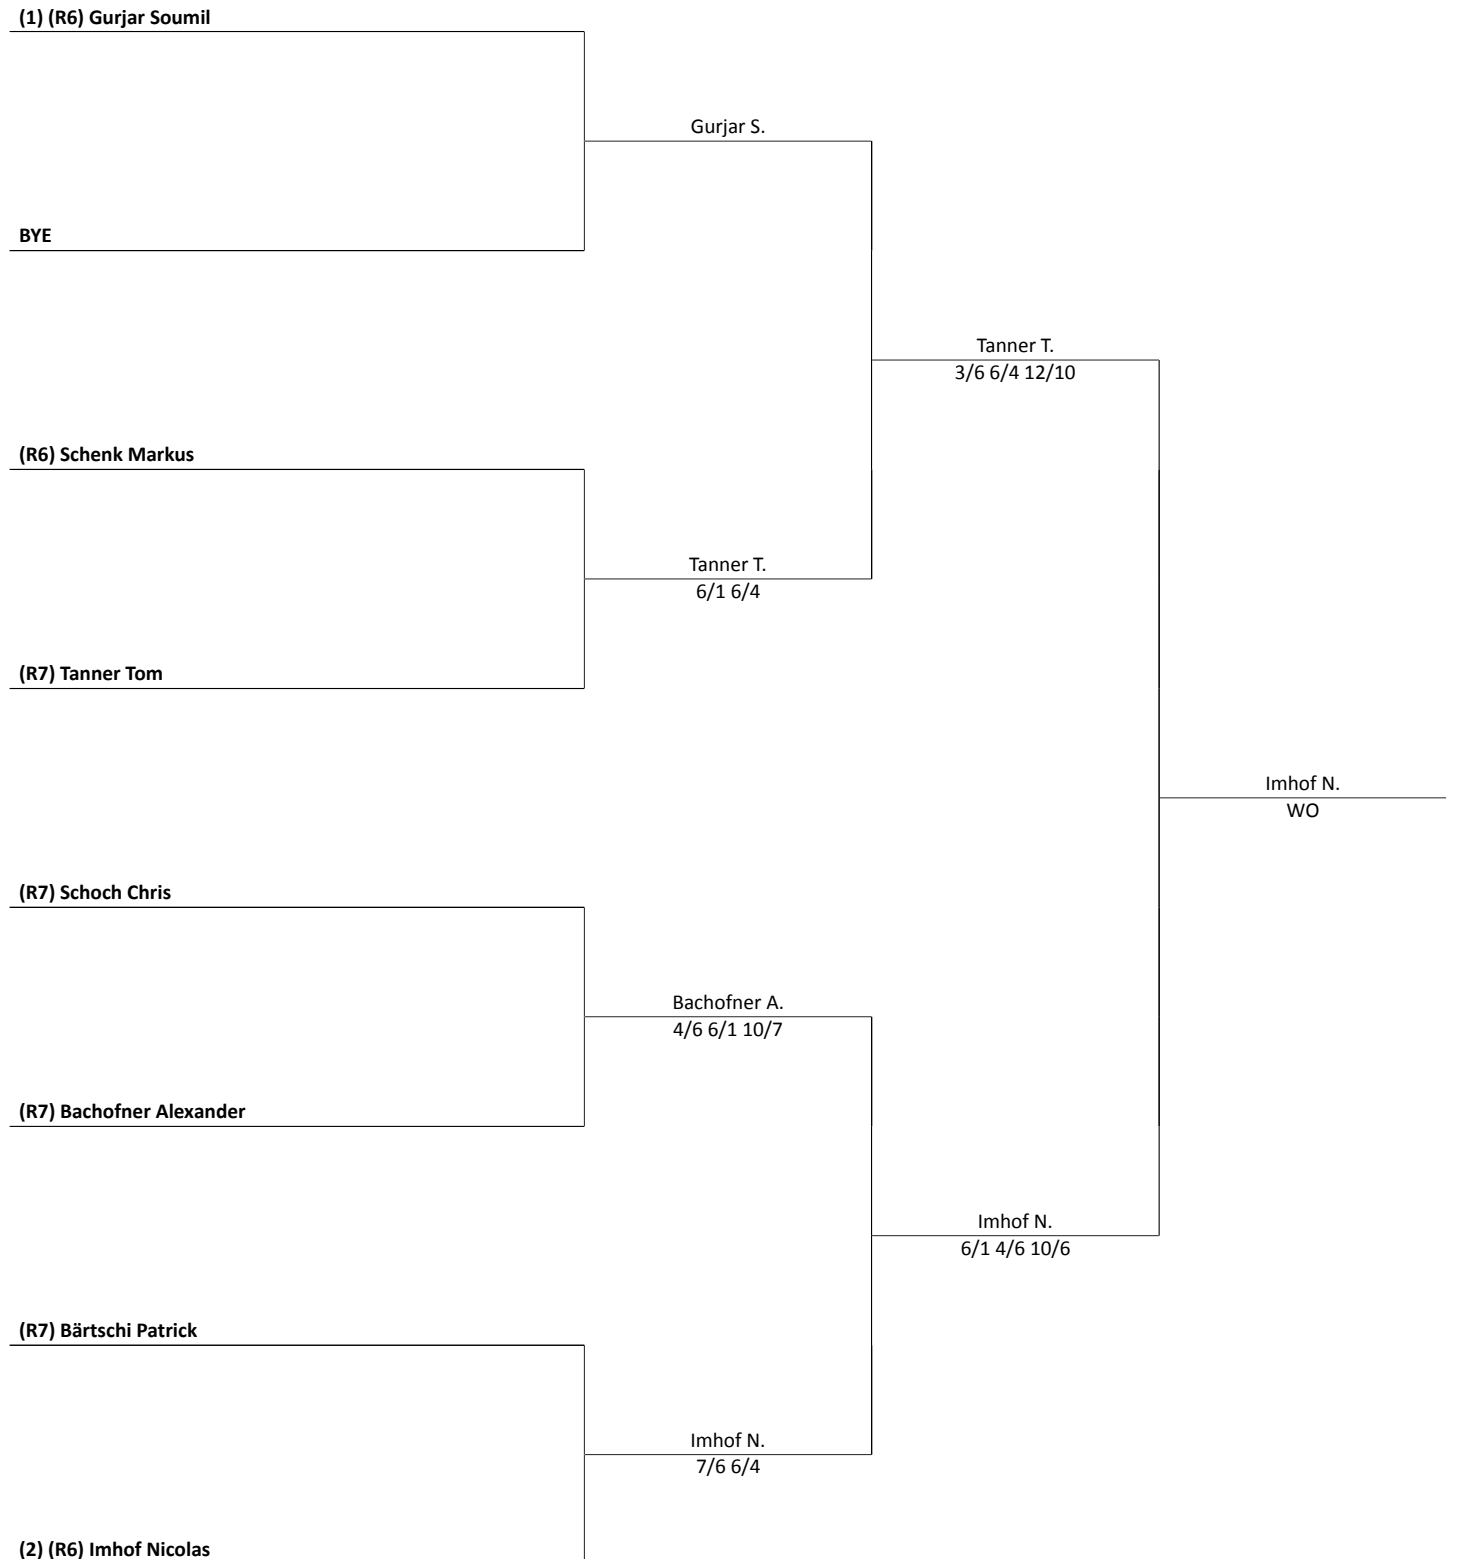 (1) (R6) Gurjar Soumil
Gurjar S.
BYE
Tanner T.
3/6 6/4 12/10
(R6) Schenk Markus
Tanner T.
6/1 6/4
(R7) Tanner Tom
Imhof N.
WO
(R7) Schoch Chris
Bachofner A.
4/6 6/1 10/7
(R7) Bachofner Alexander
Imhof N.
6/1 4/6 10/6
(R7) Bärtschi Patrick
Imhof N.
7/6 6/4
(2) (R6) Imhof Nicolas